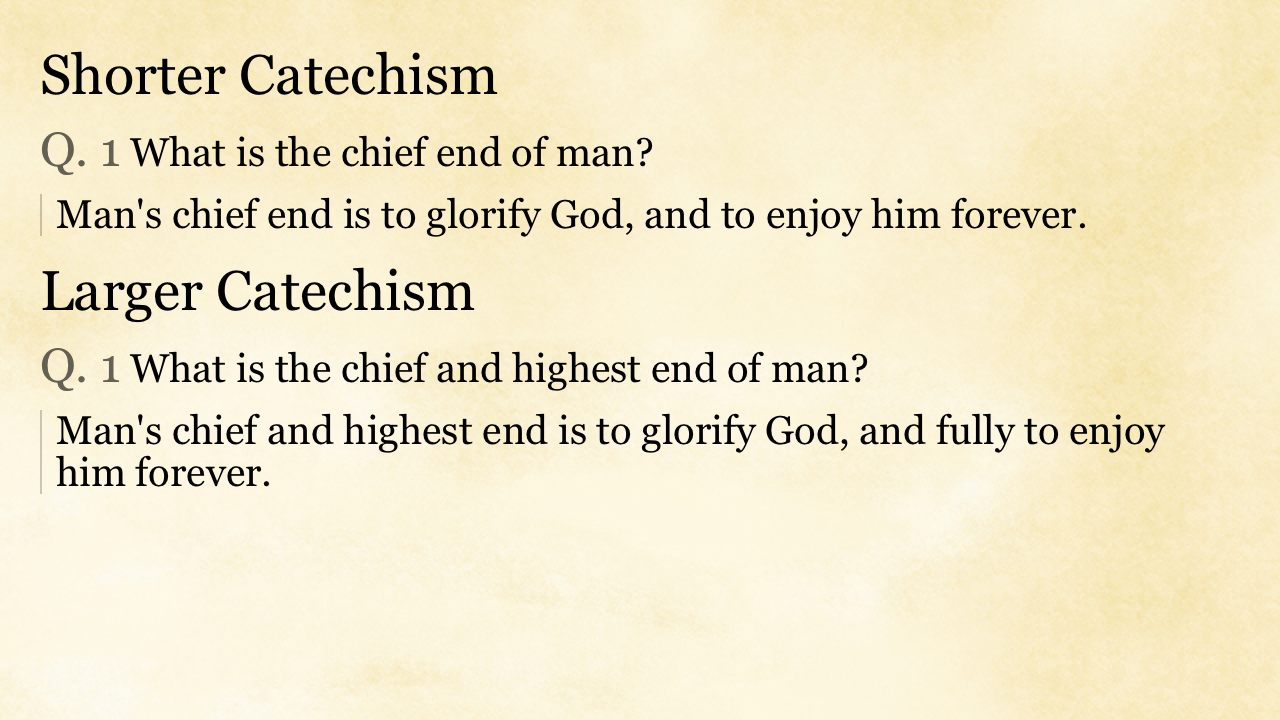 Shorter Catechism
Q. 1 What is the chief end of man?
Man's chief end is to glorify God, and to enjoy him forever.
Larger Catechism
Q. 1 What is the chief and highest end of man?
Man's chief and highest end is to glorify God, and fully to enjoy
him forever.